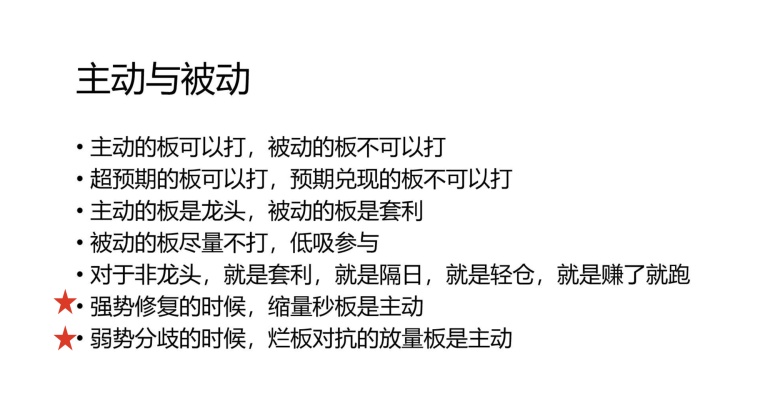 主动与被动
• 主动的板可以打，被动的板不可以打
• 超预期的板可以打，预期兑现的板不可以打
• 主动的板是龙头，被动的板是套利
• 被动的板尽量不打，低吸参与
• 对于非龙头，就是套利，就是隔日，就是轻仓，就是赚了就跑
• 强势修复的时候，缩量秒板是主动
• 弱势分歧的时候，烂板对抗的放量板是主动